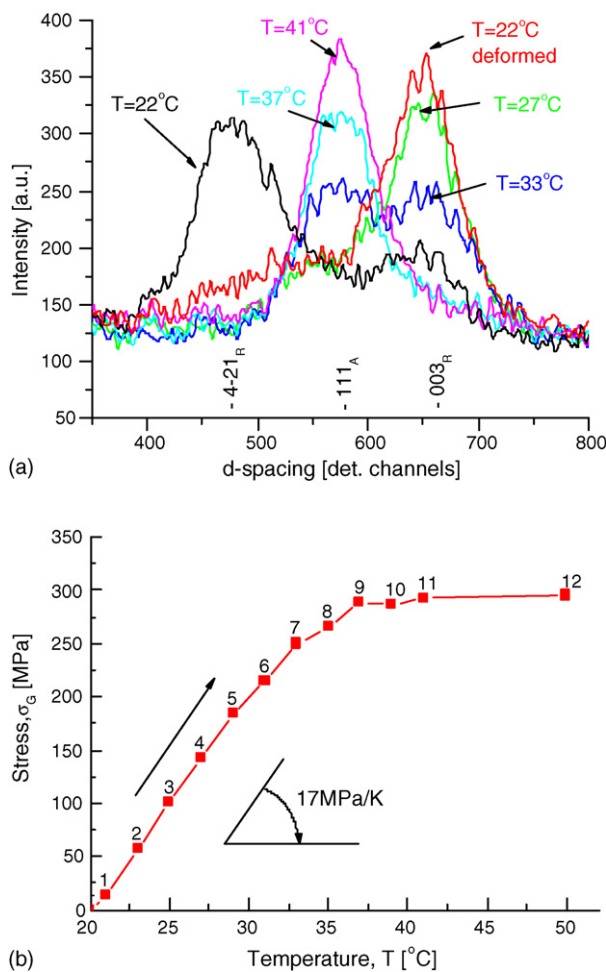 400
350
300
250
200
150
100
50
Intensity [a.u.]
T=41°C
T=22°C
deformed
T=22°C
T=37°C
T=27°C
T=33°C
- 4-21R
- 111A
- 003R
400 500 600 700 800
d-spacing [det. channels]
(a)
350
300
250
200
150
100
50
0
Stress,σG [MPa]
1
2
3
4
5
6
7
8
9
10
11
12
17MPa/K
20 25 30 35 40 45 50
Temperature, T [°C]
(b)